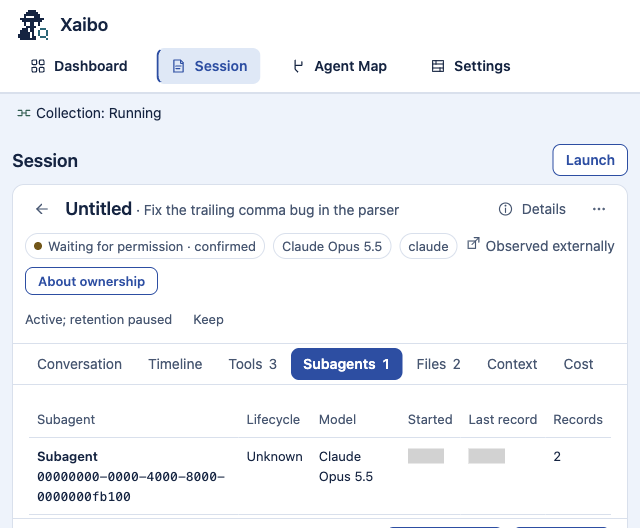 Xaibo
Dashboard Session Agent Map Settings
Collection: Running
Session Launch
Untitled · Fix the trailing comma bug in the parser Details ···
Waiting for permission · confirmed Claude Opus 5.5 claude Observed externally
About ownership
Active; retention paused Keep
Conversation Timeline Tools 3 Subagents 1 Files 2 Context Cost
Subagent Lifecycle Model Started Last record Records
Subagent Unknown Claude 2
00000000-0000-4000-8000- Opus 5.5
0000000fb100